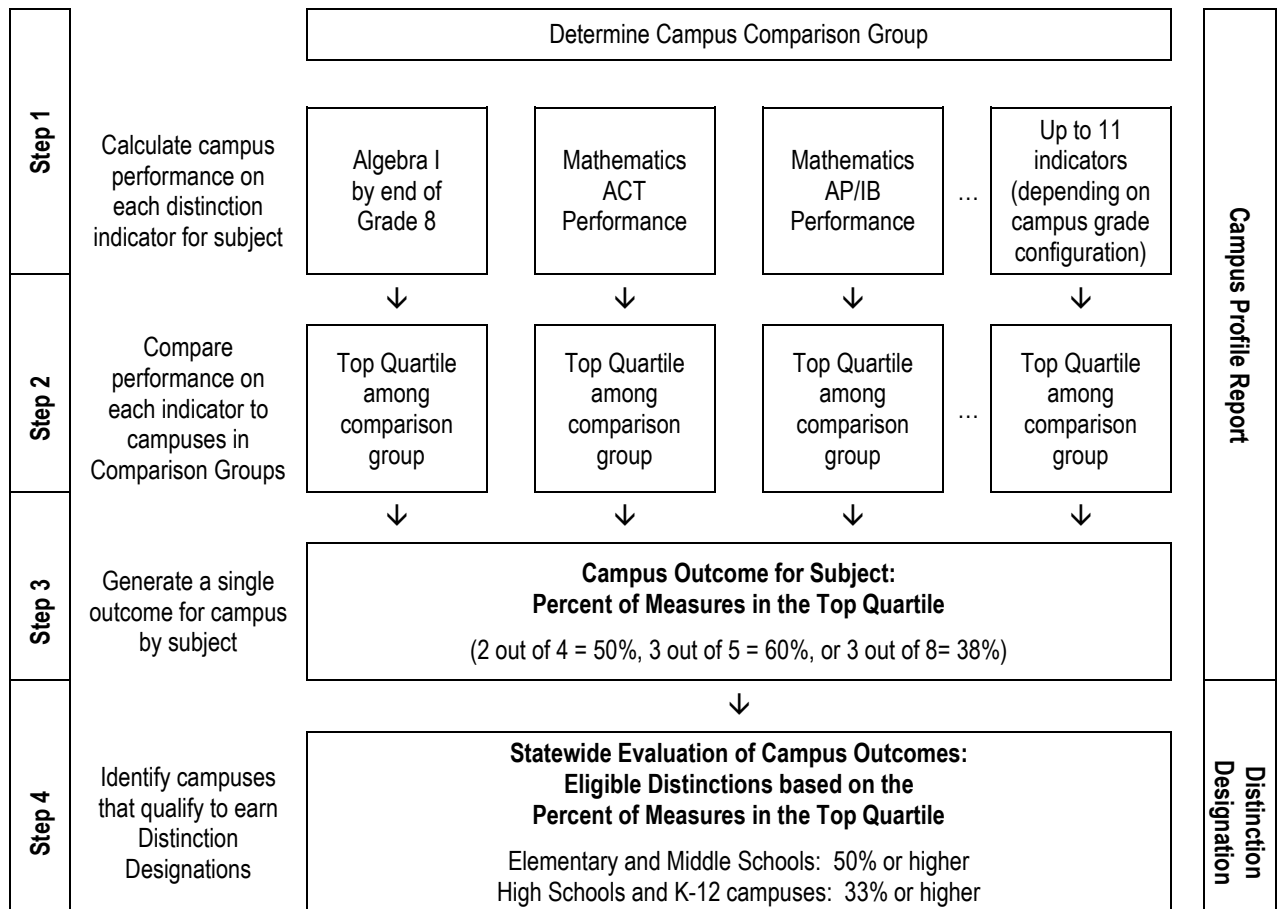 Determine Campus Comparison Group
Step 1
Calculate campus
performance on
each distinction
indicator for subject
Algebra I
by end of
Grade 8
Mathematics
ACT
Performance
Mathematics
AP/IB
Performance
…
Up to 11
indicators
(depending on
campus grade
configuration)
Campus Profile Report
↓
↓
↓
↓
Step 2
Compare
performance on
each indicator to
campuses in
Comparison Groups
Top Quartile
among
comparison
group
Top Quartile
among
comparison
group
Top Quartile
among
comparison
group
…
Top Quartile
among
comparison
group
↓
↓
↓
↓
Step 3
Generate a single
outcome for campus
by subject
Campus Outcome for Subject:
Percent of Measures in the Top Quartile
(2 out of 4 = 50%, 3 out of 5 = 60%, or 3 out of 8= 38%)
↓
Step 4
Identify campuses
that qualify to earn
Distinction
Designations
Statewide Evaluation of Campus Outcomes:
Eligible Distinctions based on the
Percent of Measures in the Top Quartile
Elementary and Middle Schools: 50% or higher
High Schools and K-12 campuses: 33% or higher
Distinction
Designation